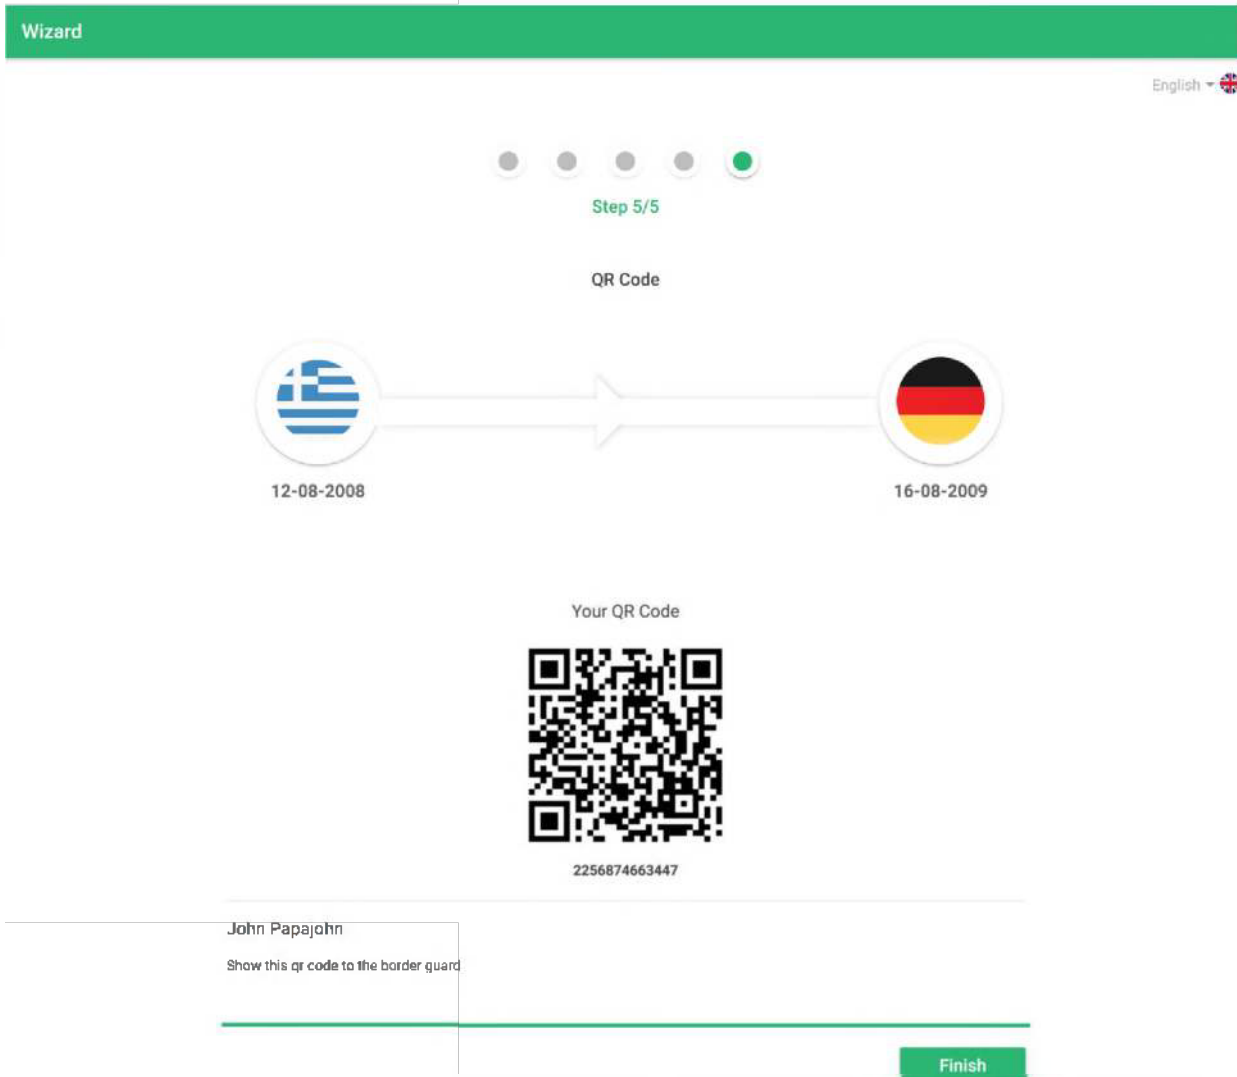 Wizard
English
Step 5/5
QR Code
12-08-2008
16-08-2009
Your QR Code
2256874663447
John Papajohn
Show this qr code to the border guard
Finish